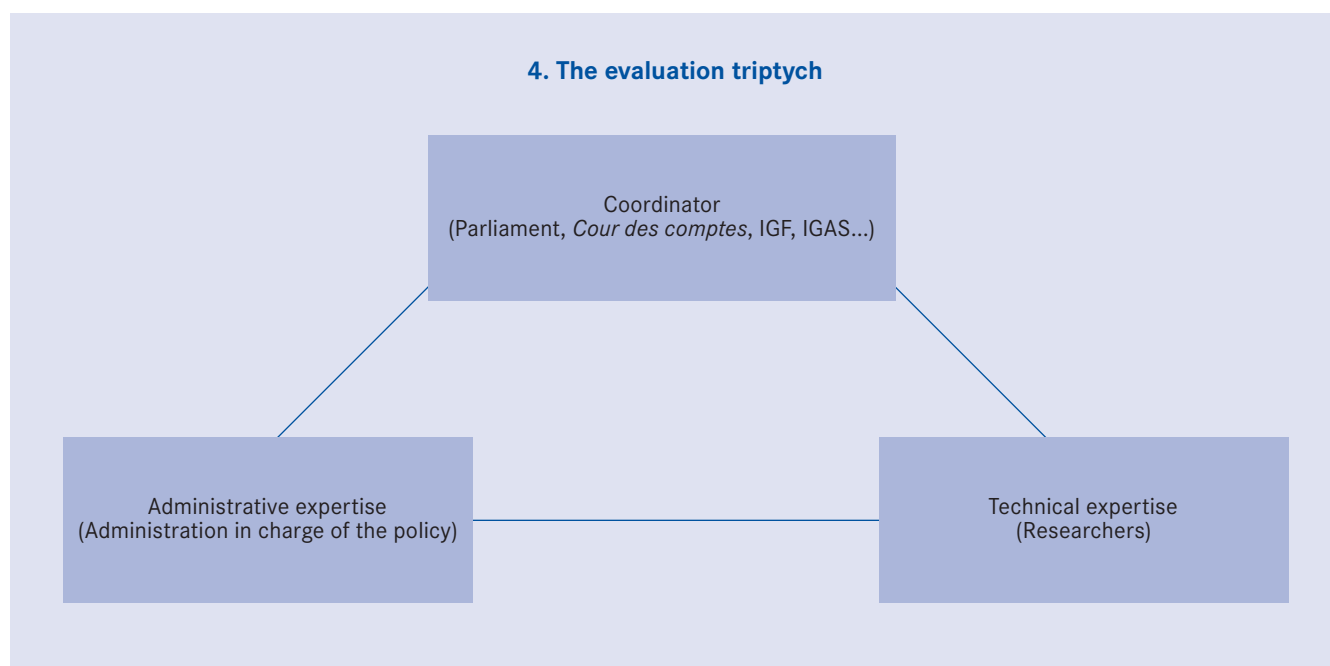 4. The evaluation triptych
Coordinator
(Parliament, Cour des comptes, IGF, IGAS...)
Administrative expertise
(Administration in charge of the policy)
Technical expertise
(Researchers)